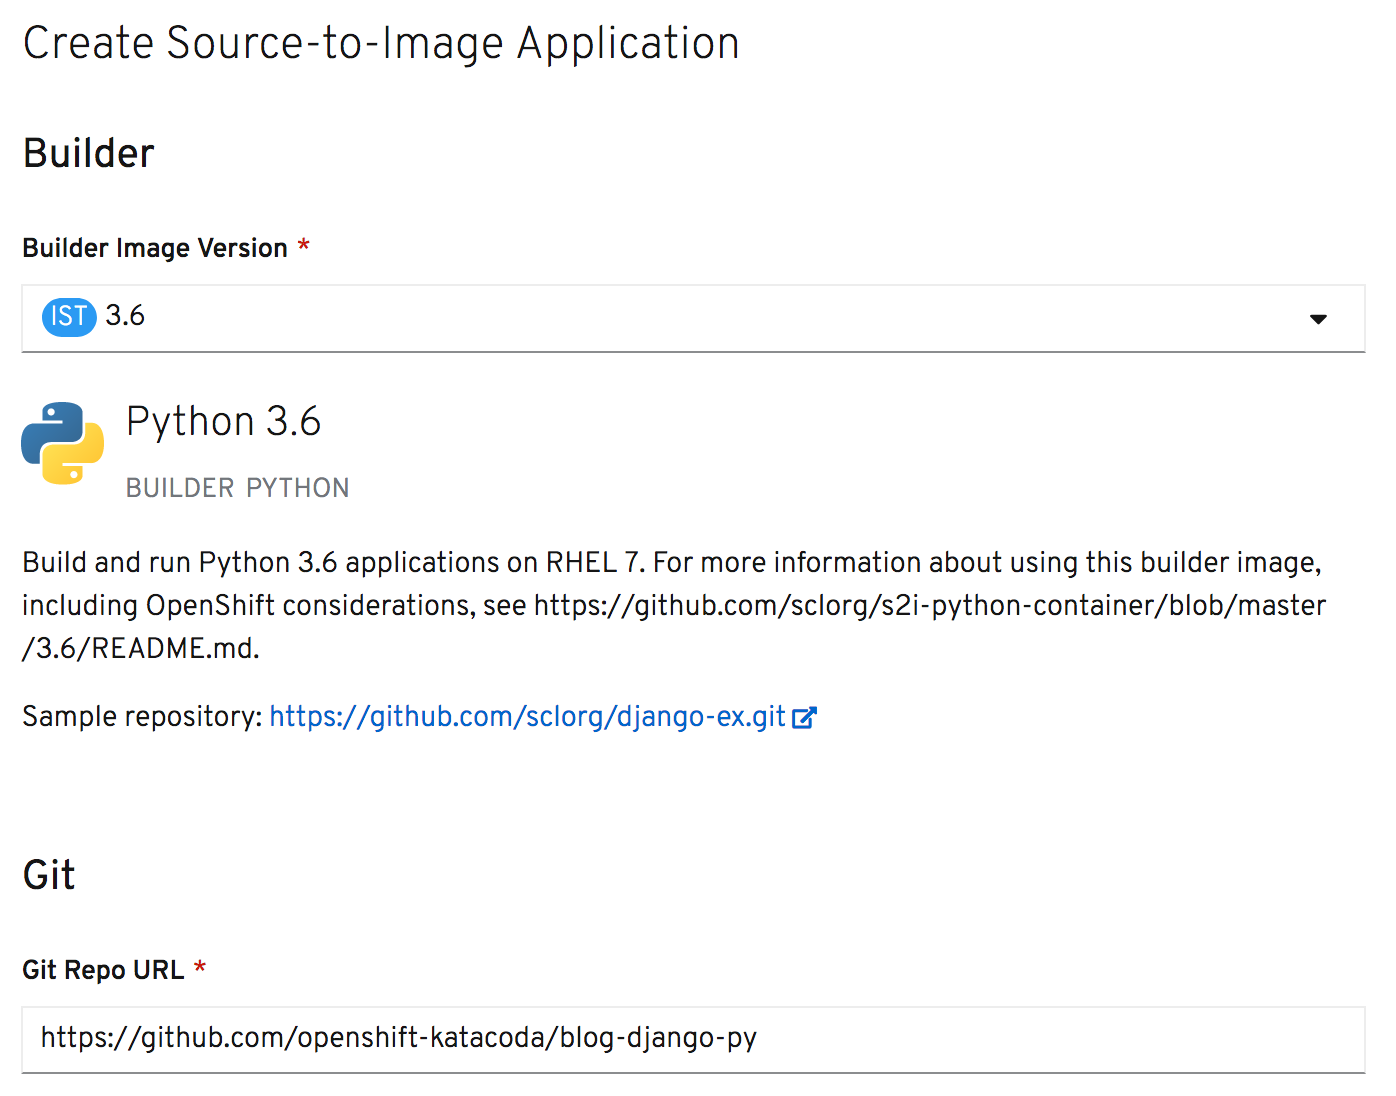 Create Source-to-Image Application
Builder
Builder Image Version *
IST 3.6
Python 3.6
BUILDER PYTHON
Build and run Python 3.6 applications on RHEL 7. For more information about using this builder image,
including OpenShift considerations, see https://github.com/sclorg/s2i-python-container/blob/master
/3.6/README.md.
Sample repository: https://github.com/sclorg/django-ex.git
Git
Git Repo URL *
https://github.com/openshift-katacoda/blog-django-py